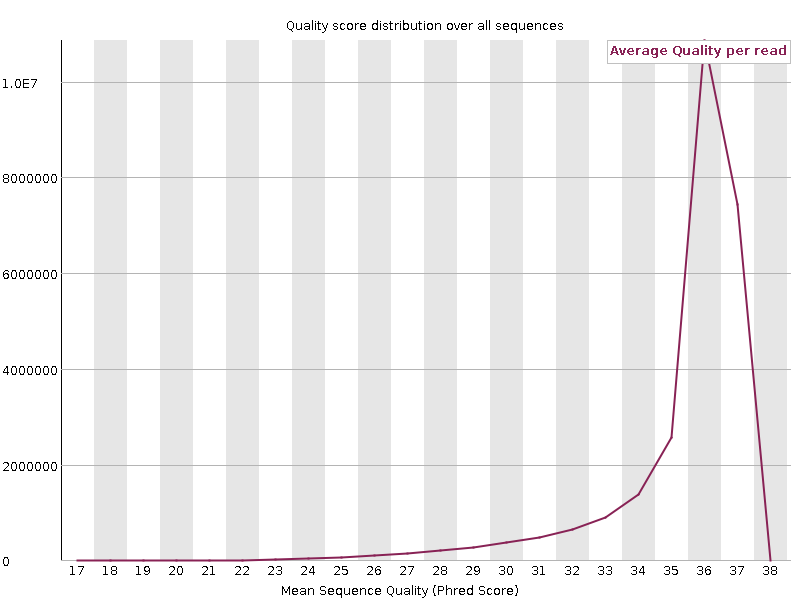 Quality score distribution over all sequences
Average Quality per read
1.0E7
8000000
6000000
4000000
2000000
0
17 18 19 20 21 22 23 24 25 26 27 28 29 30 31 32 33 34 35 36 37 38
Mean Sequence Quality (Phred Score)